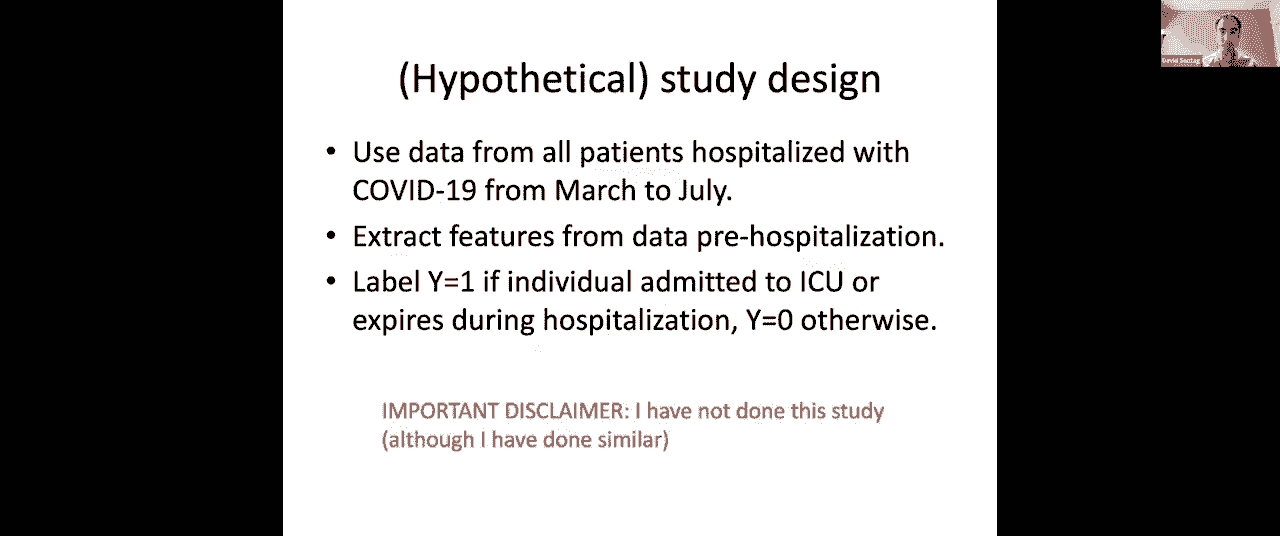 David Sontag
(Hypothetical) study design
• Use data from all patients hospitalized with
COVID-19 from March to July.
• Extract features from data pre-hospitalization.
• Label Y=1 if individual admitted to ICU or
expires during hospitalization, Y=0 otherwise.
IMPORTANT DISCLAIMER: I have not done this study
(although I have done similar)